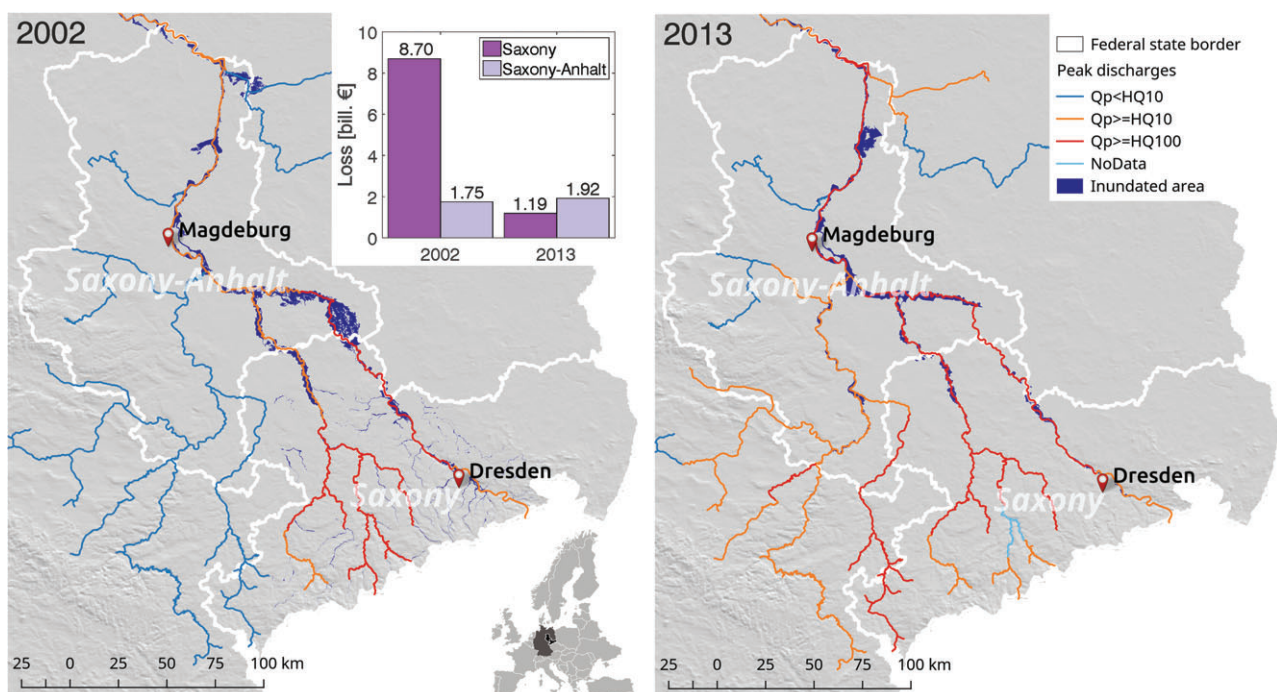 2002
10
8
6
4
2
0
Loss [bill. €]
8.70
1.75
1.19
1.92
2002
2013
Saxony
Saxony-Anhalt
Magdeburg
Saxony-Anhalt
Dresden
Saxony
25 0 25 50 75 100 km
2013
Federal state border
Peak discharges
Qp<HQ10
Qp>=HQ10
Qp>=HQ100
NoData
Inundated area
Magdeburg
Saxony-Anhalt
Dresden
Saxony
25 0 25 50 75 100 km